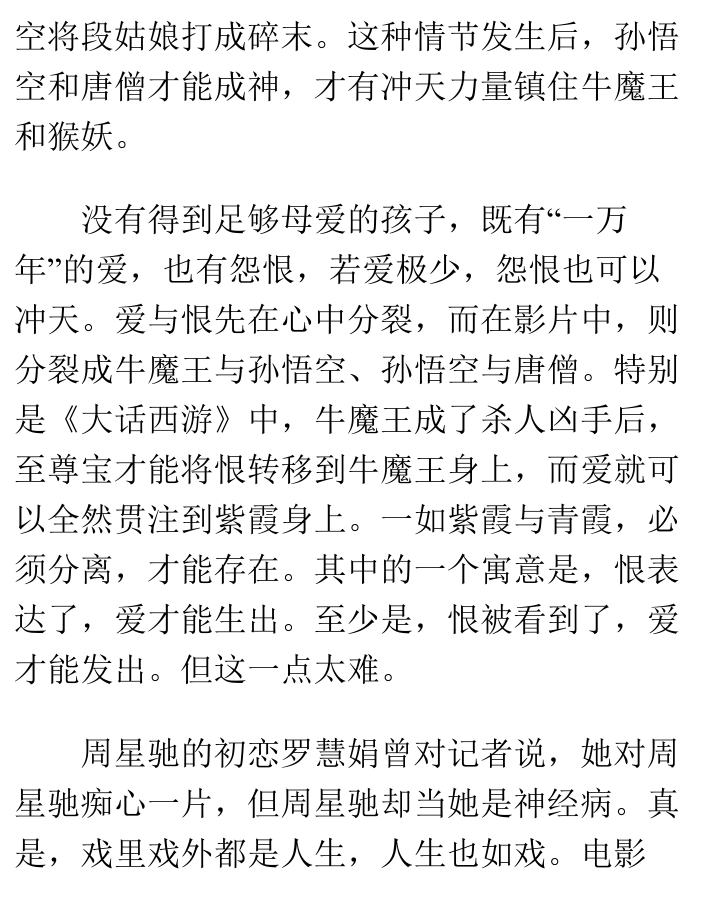 空将段姑娘打成碎末。这种情节发生后，孙悟
空和唐僧才能成神，才有冲天力量镇住牛魔王
和猴妖。
没有得到足够母爱的孩子，既有“一万
年”的爱，也有怨恨，若爱极少，怨恨也可以
冲天。爱与恨先在心中分裂，而在影片中，则
分裂成牛魔王与孙悟空、孙悟空与唐僧。特别
是《大话西游》中，牛魔王成了杀人凶手后，
至尊宝才能将恨转移到牛魔王身上，而爱就可
以全然贯注到紫霞身上。一如紫霞与青霞，必
须分离，才能存在。其中的一个寓意是，恨表
达了，爱才能生出。至少是，恨被看到了，爱
才能发出。但这一点太难。
周星驰的初恋罗慧娟曾对记者说，她对周
星驰痴心一片，但周星驰却当她是神经病。真
是，戏里戏外都是人生，人生也如戏。电影